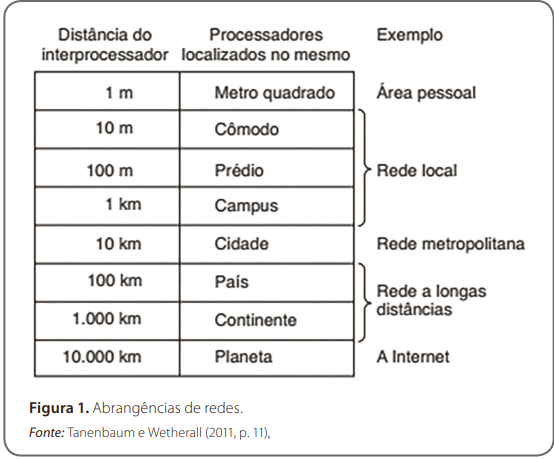 Distância do interprocessador
Processadores localizados no mesmo
Exemplo
1 m Metro quadrado Área pessoal
10 m Cômodo
100 m Prédio Rede local
1 km Campus
10 km Cidade Rede metropolitana
100 km País
Rede a longas distâncias
1.000 km Continente
10.000 km Planeta A Internet
Figura 1. Abrangências de redes.
Fonte: Tanenbaum e Wetherall (2011, p. 11),